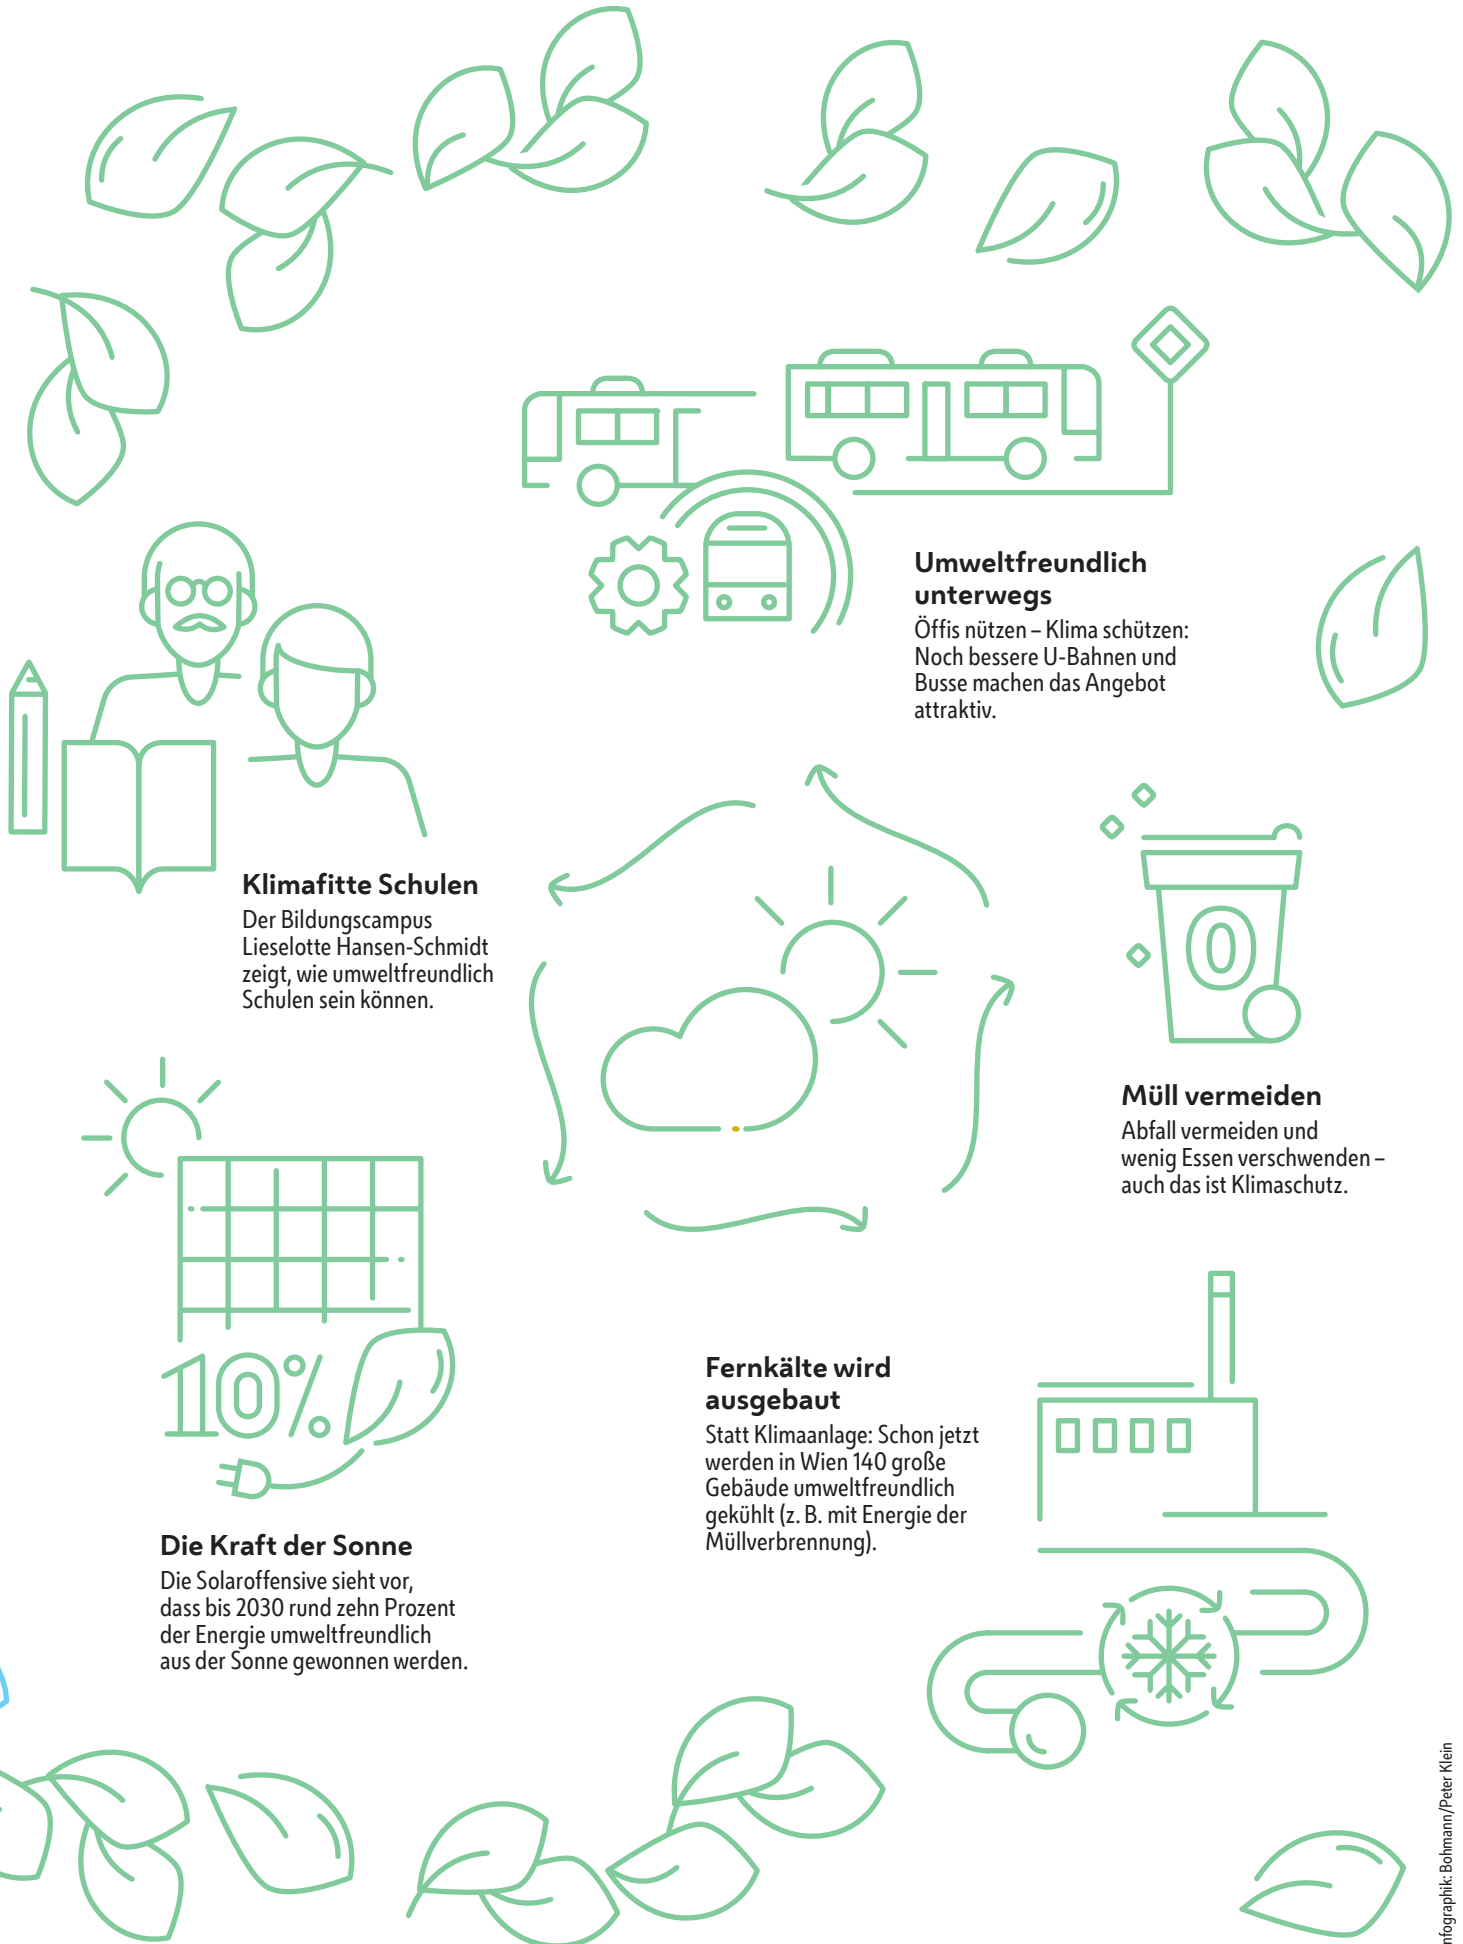 Umweltfreundlich
unterwegs
Öffis nützen – Klima schützen:
Noch bessere U-Bahnen und
Busse machen das Angebot
attraktiv.
Klimafitte Schulen
Der Bildungscampus
Lieselotte Hansen-Schmidt
zeigt, wie umweltfreundlich
Schulen sein können.
0
Müll vermeiden
Abfall vermeiden und
wenig Essen verschwenden –
auch das ist Klimaschutz.
10%
Die Kraft der Sonne
Die Solaroffensive sieht vor,
dass bis 2030 rund zehn Prozent
der Energie umweltfreundlich
aus der Sonne gewonnen werden.
Fernkälte wird
ausgebaut
Statt Klimaanlage: Schon jetzt
werden in Wien 140 große
Gebäude umweltfreundlich
gekühlt (z. B. mit Energie der
Müllverbrennung).
nfographik: Bohmann/Peter Klein